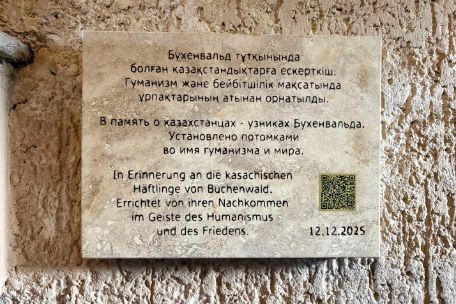 Бухенвальд тұтқынында
болған қазақстандықтарға ескерткіш.
Гуманизм және бейбітшілік мақсатында
ұрпақтарының атынан орнатылды.
В память о казахстанцах - узниках Бухенвальда.
Установлено потомками
во имя гуманизма и мира.
In Erinnerung an die kasachischen
Häftlinge von Buchenwald.
Errichtet von ihren Nachkommen
im Geiste des Humanismus
und des Friedens.
12.12.2025